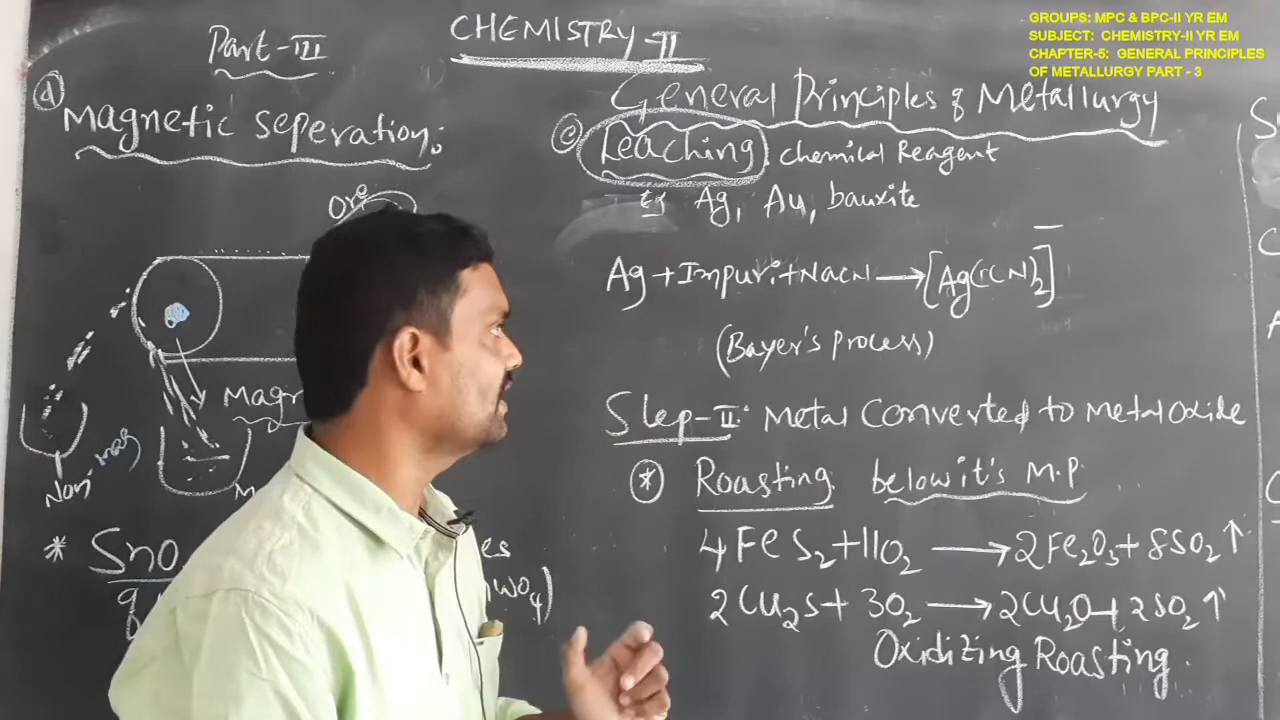 GROUPS: MPC & BPC-II YR EM
SUBJECT: CHEMISTRY-II YR EM
CHAPTER-5: GENERAL PRINCIPLES
OF METALLURGY PART - 3
CHEMISTRY-II
Part-III
d
Magnetic seperation:
Ore
Non mag
* Sno
General Principles of Metallurgy
Leaching: chemical Reagent
Eg Ag, Au, bauxite
Ag + Impuri + NaCN → [Ag(CN)2]‾
(Bayer's process)
Step-II: Metal Converted to Metal Oxide
* Roasting below it's M.P
4FeS2 + 11O2 → 2Fe2O3 + 8SO2↑
2Cu2S + 3O2 → 2Cu2O + 2SO2↑
Oxidizing Roasting.